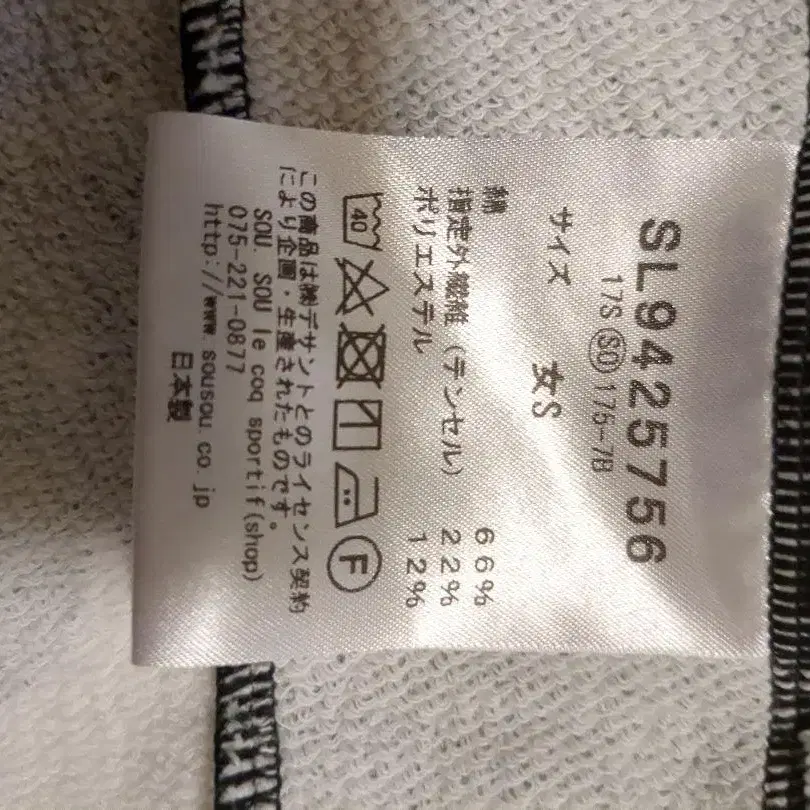 SL9425756
17S SO 175-7B
サイズ 女S
綿 66%
指定外繊維(テンセル) 22%
ポリエステル 12%
40
F
この商品は㈱デサントとのライセンス契約
により企画・生産されたものです。
SOU. SOU le coq sportif(shop)
075-221-0877
http://www.sousou.co.jp
日本製